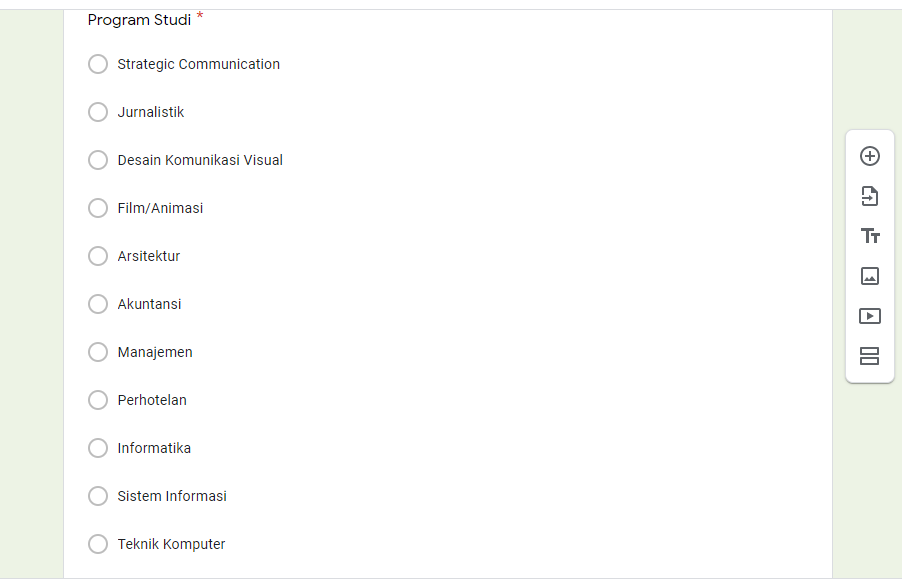 Program Studi *
Strategic Communication
Jurnalistik
Desain Komunikasi Visual
Film/Animasi
Arsitektur
Akuntansi
Manajemen
Perhotelan
Informatika
Sistem Informasi
Teknik Komputer